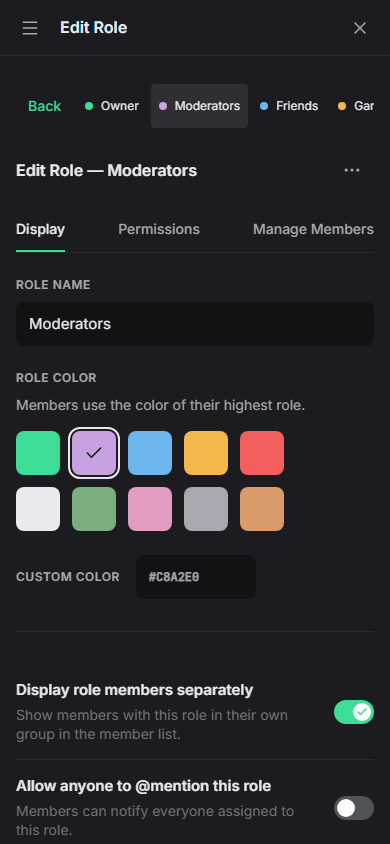 Edit Role
Back Owner Moderators Friends Gar
Edit Role — Moderators
Display Permissions Manage Members
ROLE NAME
Moderators
ROLE COLOR
Members use the color of their highest role.
CUSTOM COLOR #C8A2E0
Display role members separately
Show members with this role in their own
group in the member list.
Allow anyone to @mention this role
Members can notify everyone assigned to
this role.